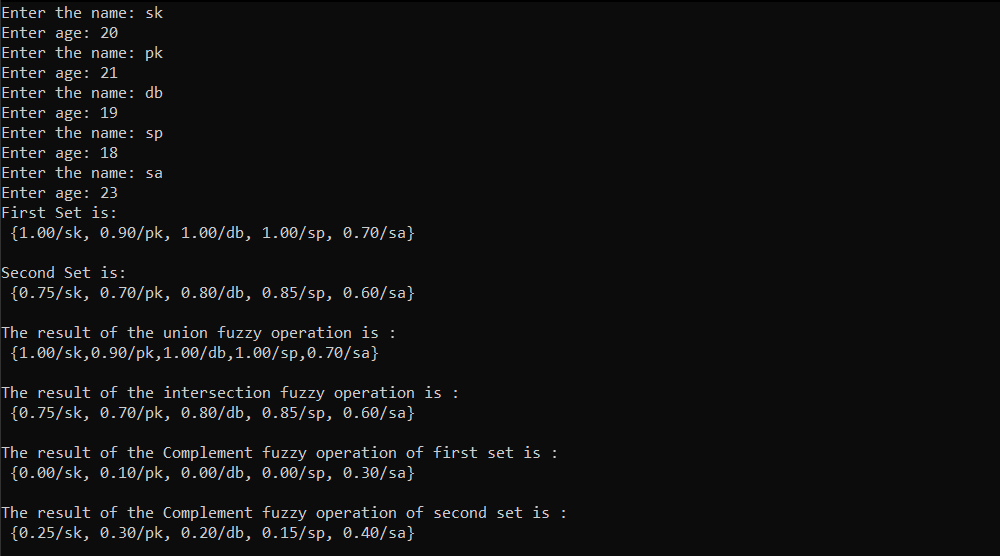 Enter the name: sk
Enter age: 20
Enter the name: pk
Enter age: 21
Enter the name: db
Enter age: 19
Enter the name: sp
Enter age: 18
Enter the name: sa
Enter age: 23
First Set is:
{1.00/sk, 0.90/pk, 1.00/db, 1.00/sp, 0.70/sa}
Second Set is:
{0.75/sk, 0.70/pk, 0.80/db, 0.85/sp, 0.60/sa}
The result of the union fuzzy operation is :
{1.00/sk,0.90/pk,1.00/db,1.00/sp,0.70/sa}
The result of the intersection fuzzy operation is :
{0.75/sk, 0.70/pk, 0.80/db, 0.85/sp, 0.60/sa}
The result of the Complement fuzzy operation of first set is :
{0.00/sk, 0.10/pk, 0.00/db, 0.00/sp, 0.30/sa}
The result of the Complement fuzzy operation of second set is :
{0.25/sk, 0.30/pk, 0.20/db, 0.15/sp, 0.40/sa}